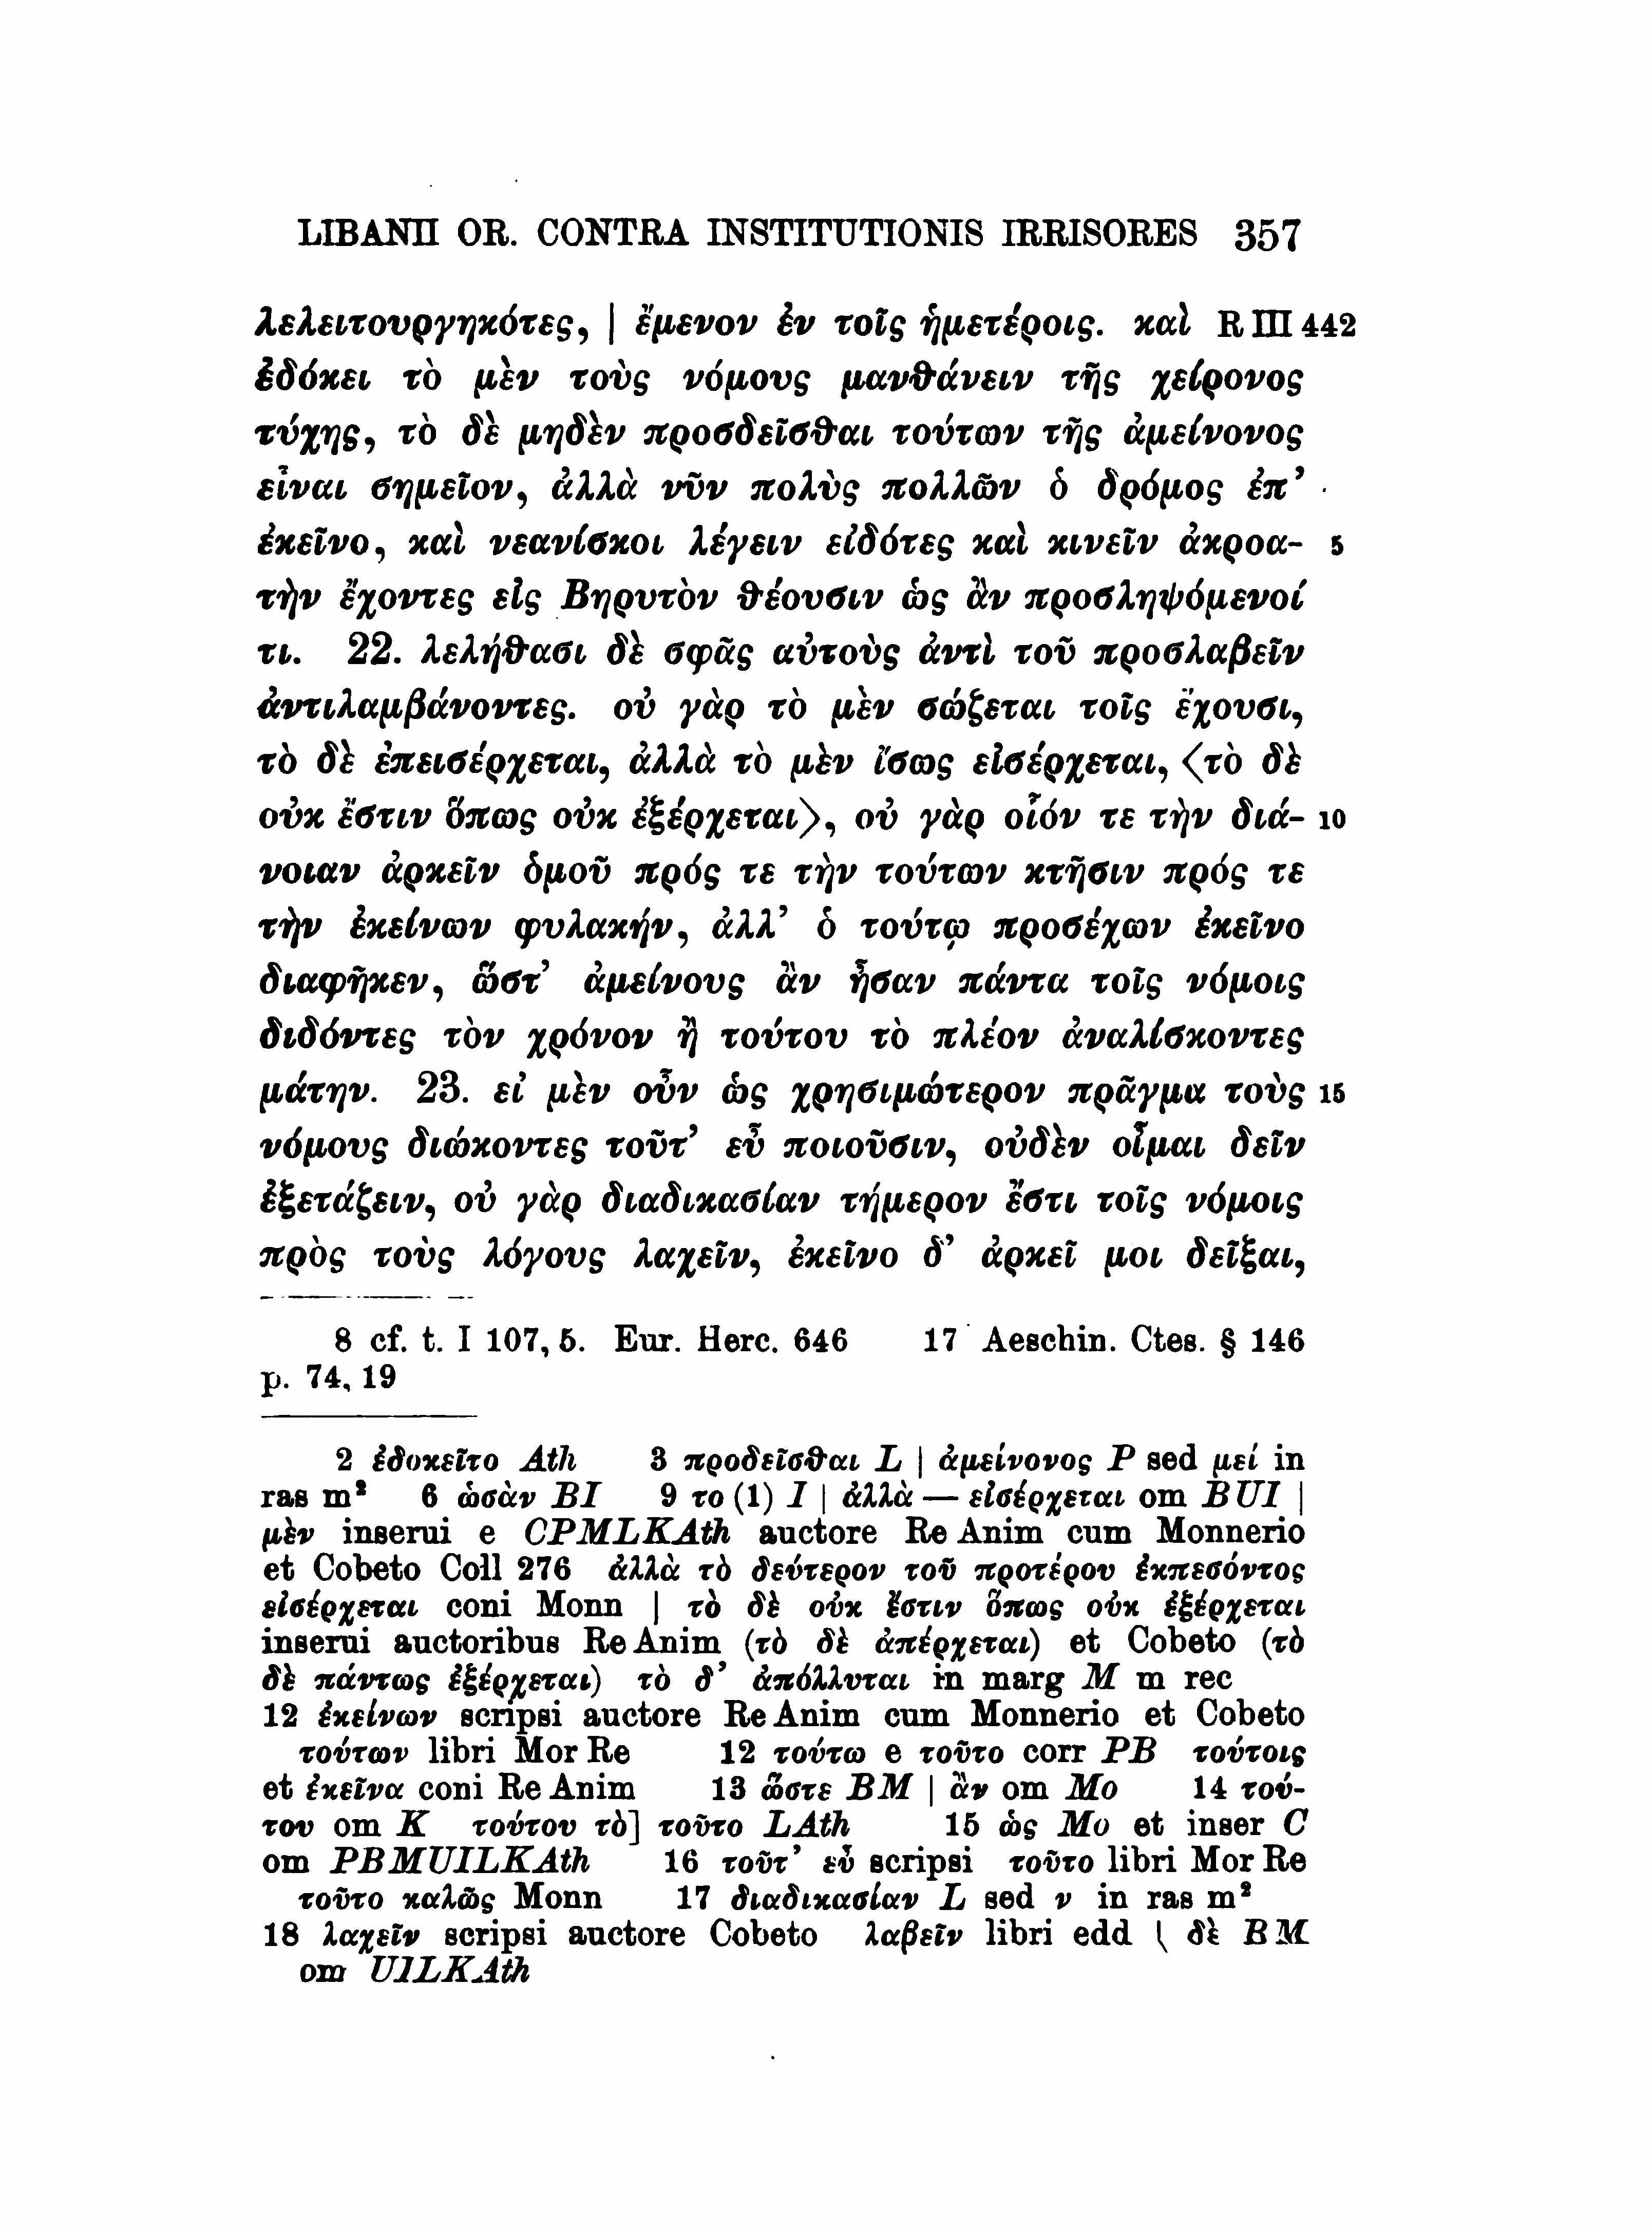 LIBANII OR. CONTRA INSTITUTIONIS IRRISORES 357
λελειτουργηκότες, | ἔμενον ἐν τοῖς ἡμετέροις. καὶ R III 442
ἐδόκει τὸ μὲν τοὺς νόμους μανθάνειν τῆς χείρονος
τύχης, τὸ δὲ μηδὲν προσδεῖσθαι τούτων τῆς ἀμείνονος
εἶναι σημεῖον, ἀλλὰ νῦν πολὺς πολλῶν ὁ δρόμος ἐπ’
ἐκεῖνο, καὶ νεανίσκοι λέγειν εἰδότες καὶ κινεῖν ἀκροα- 5
τὴν ἔχοντες εἰς Βηρυτὸν θέουσιν ὡς ἂν προσληψόμενοί
τι. 22. λελήθασι δὲ σφᾶς αὐτοὺς ἀντὶ τοῦ προσλαβεῖν
ἀντιλαμβάνοντες. οὐ γὰρ τὸ μὲν σώζεται τοῖς ἔχουσι,
τὸ δὲ ἐπεισέρχεται, ἀλλὰ τὸ μὲν ἴσως εἰσέρχεται, ⟨τὸ δὲ
οὐκ ἔστιν ὅπως οὐκ ἐξέρχεται⟩, οὐ γὰρ οἷόν τε τὴν διά- 10
νοιαν ἀρκεῖν ὁμοῦ πρός τε τὴν τούτων κτῆσιν πρός τε
τὴν ἐκείνων φυλακήν, ἀλλ’ ὁ τούτῳ προσέχων ἐκεῖνο
διαφῆκεν, ὥστ’ ἀμείνους ἂν ἦσαν πάντα τοῖς νόμοις
διδόντες τὸν χρόνον ἢ τούτου τὸ πλέον ἀναλίσκοντες
μάτην. 23. εἰ μὲν οὖν ὡς χρησιμώτερον πρᾶγμα τοὺς 15
νόμους διώκοντες τοῦτ’ εὖ ποιοῦσιν, οὐδὲν οἶμαι δεῖν
ἐξετάζειν, οὐ γὰρ διαδικασίαν τήμερον ἔστι τοῖς νόμοις
πρὸς τοὺς λόγους λαχεῖν, ἐκεῖνο δ’ ἀρκεῖ μοι δεῖξαι,
8 cf. t. I 107, 5. Eur. Herc. 646 17 Aeschin. Ctes. § 146
p. 74, 19
2 ἐδοκεῖτο Ath 3 προδεῖσθαι L | ἀμείνονος P sed μεί in
ras m² 6 ὡσὰν BI 9 το (1) I | ἀλλὰ — εἰσέρχεται om BUI |
μὲν inserui e CPMLKAth auctore Re Anim cum Monnerio
et Cobeto Coll 276 ἀλλὰ τὸ δεύτερον τοῦ προτέρου ἐκπεσόντος
εἰσέρχεται coni Monn | τὸ δὲ οὐκ ἔστιν ὅπως οὐκ ἐξέρχεται
inserui auctoribus Re Anim (τὸ δὲ ἀπέρχεται) et Cobeto (τὸ
δὲ πάντως ἐξέρχεται) τὸ δ’ ἀπόλλυται in marg M m rec
12 ἐκείνων scripsi auctore Re Anim cum Monnerio et Cobeto
τούτων libri Mor Re 12 τούτω e τοῦτο corr PB τούτοις
et ἐκεῖνα coni Re Anim 13 ὥστε BM | ἂν om Mo 14 τού-
του om K τούτου τὸ] τοῦτο LAth 15 ὡς Mo et inser C
om PBMUILKAth 16 τοῦτ’ εὖ scripsi τοῦτο libri Mor Re
τοῦτο καλῶς Monn 17 διαδικασίαν L sed ν in ras m²
18 λαχεῖν scripsi auctore Cobeto λαβεῖν libri edd | δὲ BM
om UILKAth